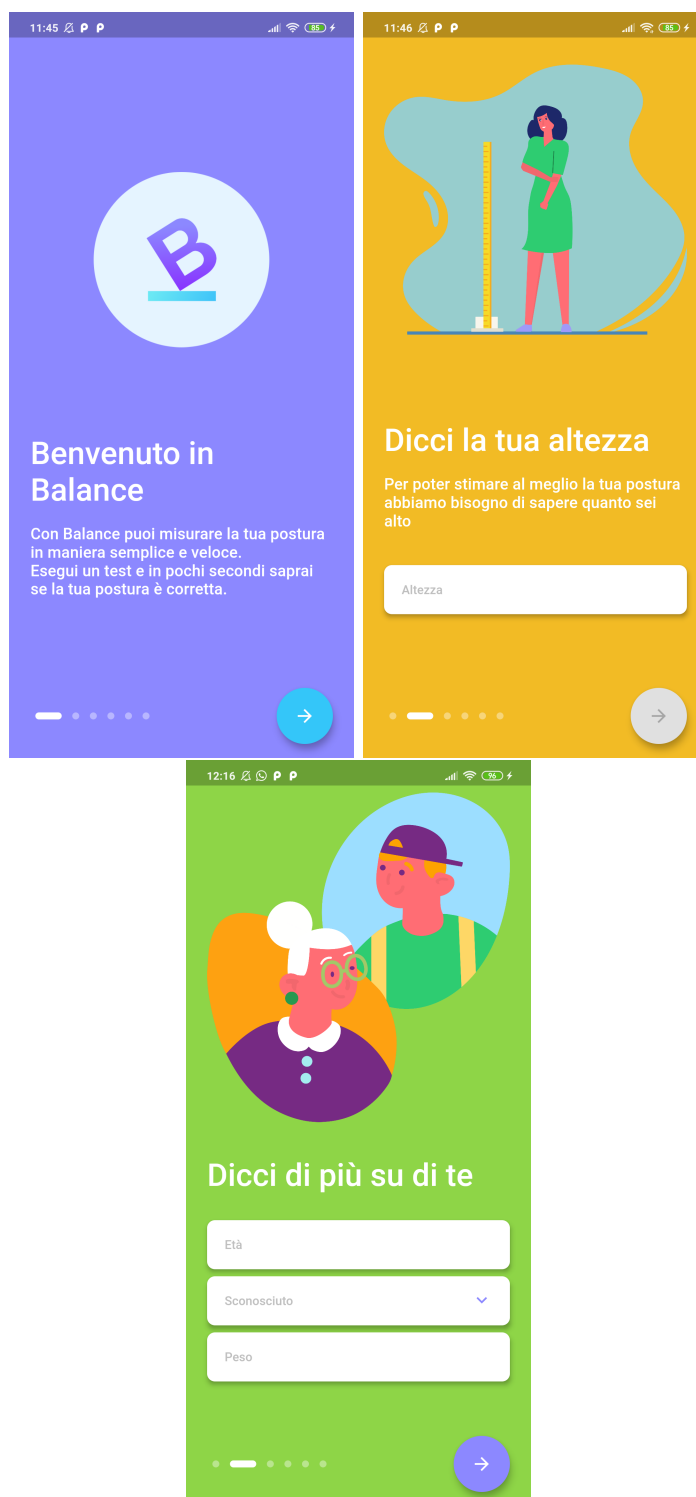 11:45
85
B
Benvenuto in
Balance
Con Balance puoi misurare la tua postura
in maniera semplice e veloce.
Esegui un test e in pochi secondi saprai
se la tua postura è corretta.
11:46
85
Dicci la tua altezza
Per poter stimare al meglio la tua postura
abbiamo bisogno di sapere quanto sei
alto
Altezza
12:16
96
Dicci di più su di te
Età
Sconosciuto
Peso